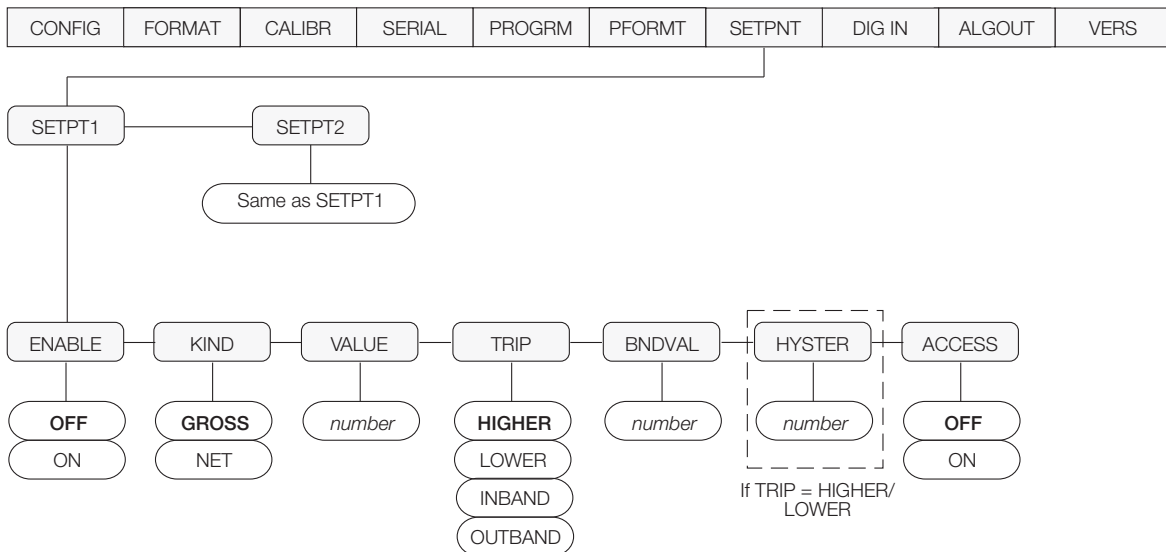 CONFIG FORMAT CALIBR SERIAL PROGRM PFORMT SETPNT DIG IN ALGOUT VERS
SETPT1 SETPT2
Same as SETPT1
ENABLE KIND VALUE TRIP BNDVAL HYSTER ACCESS
OFF GROSS number HIGHER number number OFF
ON NET LOWER ON
INBAND
If TRIP = HIGHER/
LOWER
OUTBAND